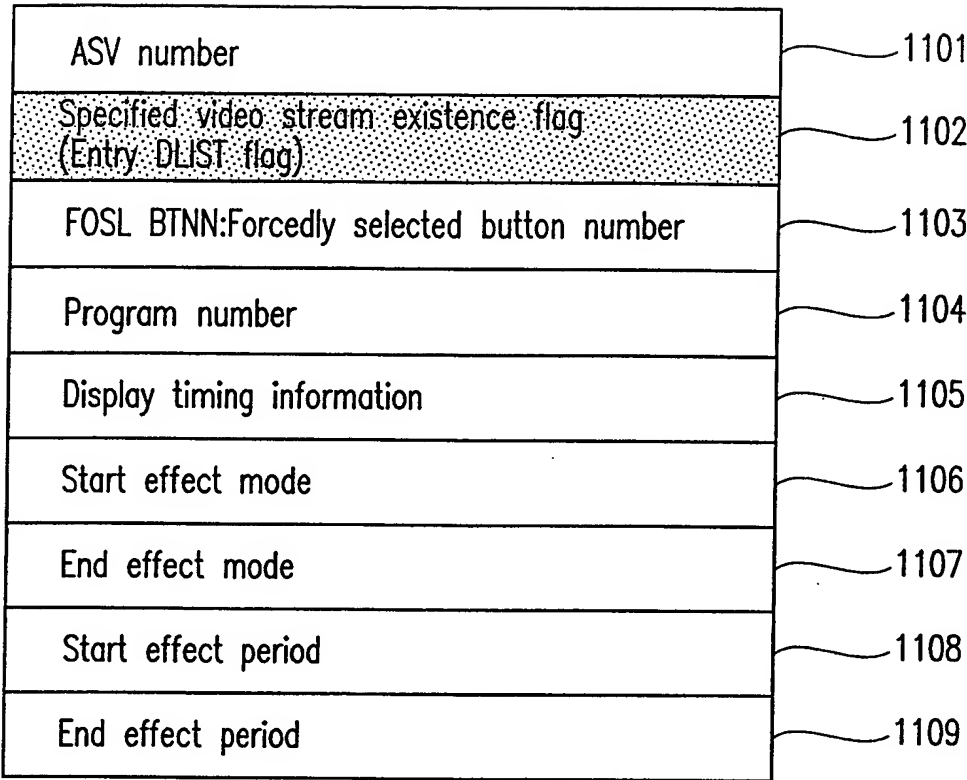 ASV number 1101
Specified video stream existence flag
(Entry DLIST flag) 1102
FOSL BTNN:Forcedly selected button number 1103
Program number 1104
Display timing information 1105
Start effect mode 1106
End effect mode 1107
Start effect period 1108
End effect period 1109